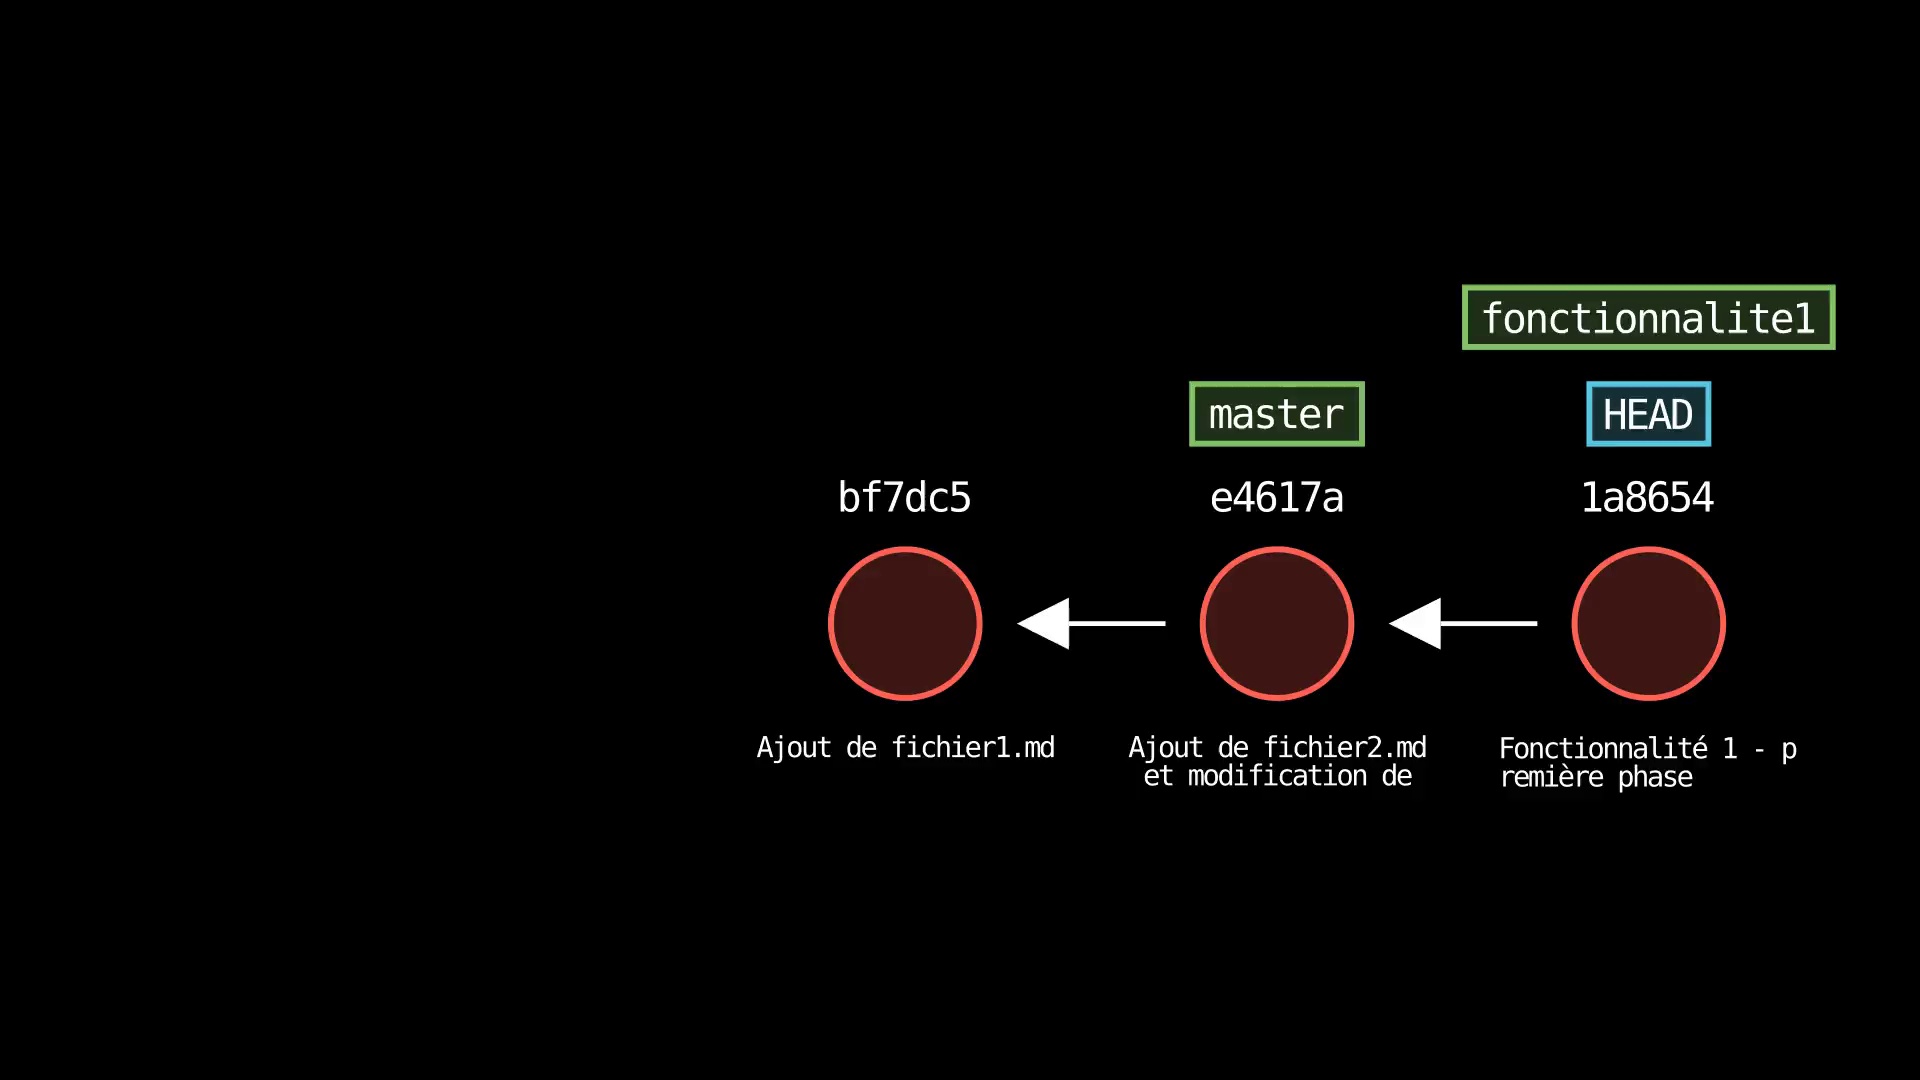 fonctionnalite1
master
HEAD
bf7dc5
e4617a
1a8654
Ajout de fichier1.md
Ajout de fichier2.md
et modification de
Fonctionnalité 1 - p
remière phase